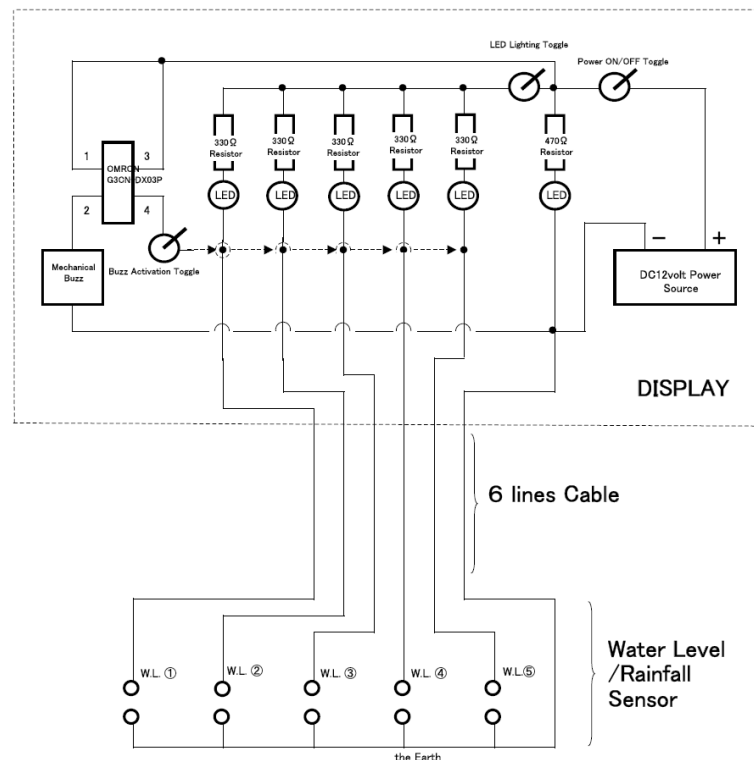 LED Lighting Toggle
Power ON/OFF Toggle
330Ω
Resistor
330Ω
Resistor
330Ω
Resistor
330Ω
Resistor
330Ω
Resistor
470Ω
Resistor
1
3
OMRON
G3CN-DX03P
2
4
LED
LED
LED
LED
LED
LED
Mechanical
Buzz
Buzz Activation Toggle
− +
DC12volt Power
Source
DISPLAY
6 lines Cable
W.L. ①
W.L. ②
W.L. ③
W.L. ④
W.L. ⑤
Water Level
/Rainfall
Sensor
the Earth